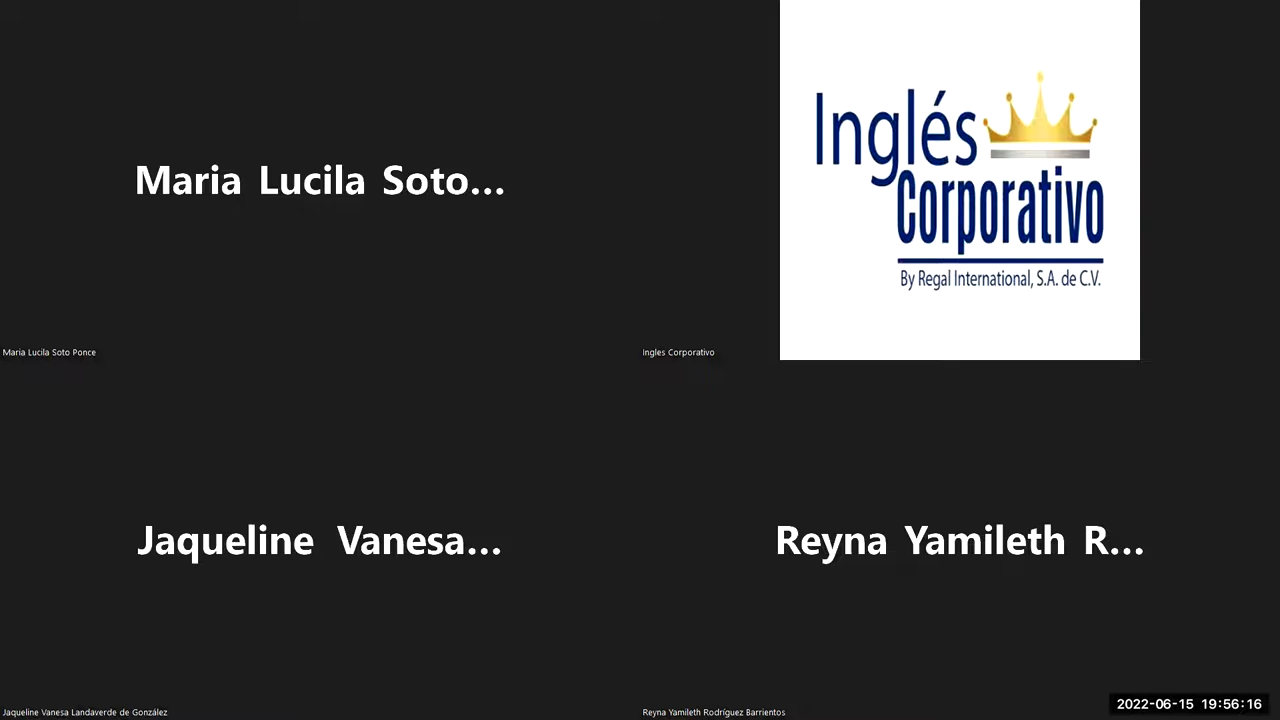 Maria Lucila Soto...
Maria Lucila Soto Ponce
Inglés
Corporativo
By Regal International, S.A. de C.V.
Ingles Corporativo
Jaqueline Vanesa...
Jaqueline Vanesa Landaverde de González
Reyna Yamileth R...
Reyna Yamileth Rodríguez Barrientos
2022-06-15 19:56:16